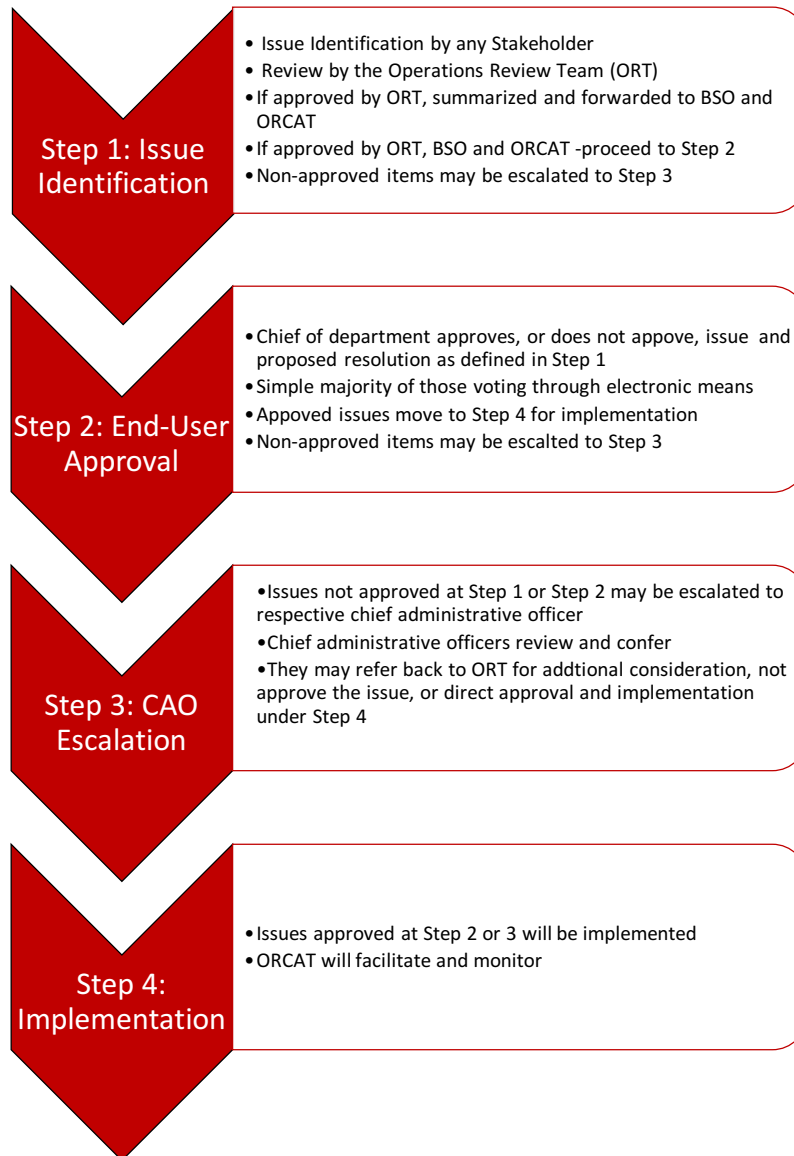 Step 1: Issue
Identification
• Issue Identification by any Stakeholder
• Review by the Operations Review Team (ORT)
•If approved by ORT, summarized and forwarded to BSO and
ORCAT
•If approved by ORT, BSO and ORCAT -proceed to Step 2
•Non-approved items may be escalated to Step 3
Step 2: End-User
Approval
•Chief of department approves, or does not appove, issue and
proposed resolution as defined in Step 1
•Simple majority of those voting through electronic means
•Appoved issues move to Step 4 for implementation
•Non-approved items may be escalted to Step 3
Step 3: CAO
Escalation
•Issues not approved at Step 1 or Step 2 may be escalated to
respective chief administrative officer
•Chief administrative officers review and confer
•They may refer back to ORT for addtional consideration, not
approve the issue, or direct approval and implementation
under Step 4
Step 4:
Implementation
•Issues approved at Step 2 or 3 will be implemented
•ORCAT will facilitate and monitor